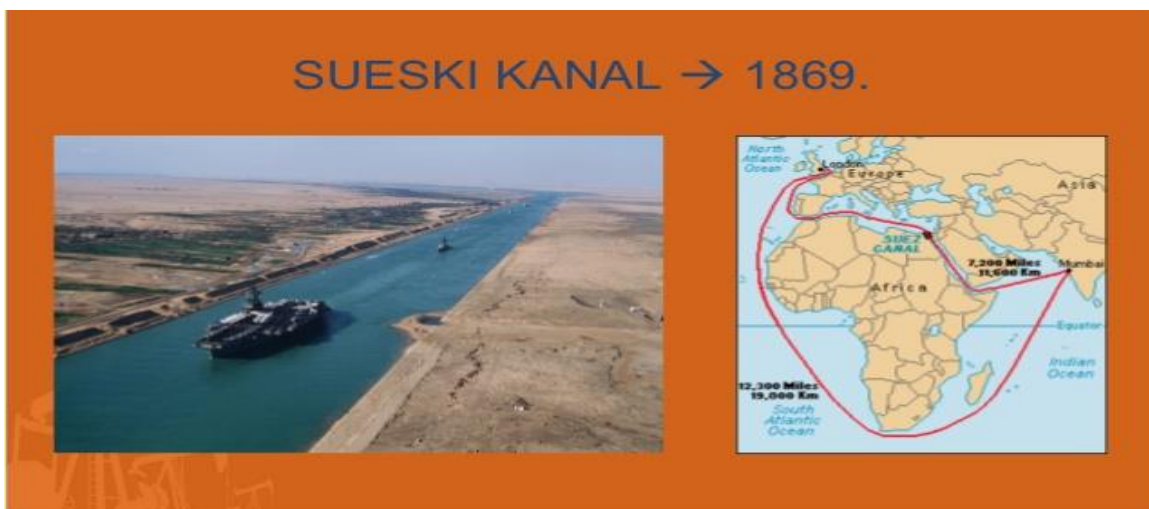 SUESKI KANAL → 1869.
North
Atlantic
Ocean
London
Europe
Asia
SUEZ
CANAL
7,200 Miles
11,600 Km
Mumbai
Africa
Equator
Indian
Ocean
12,300 Miles
19,800 Km
South
Atlantic
Ocean